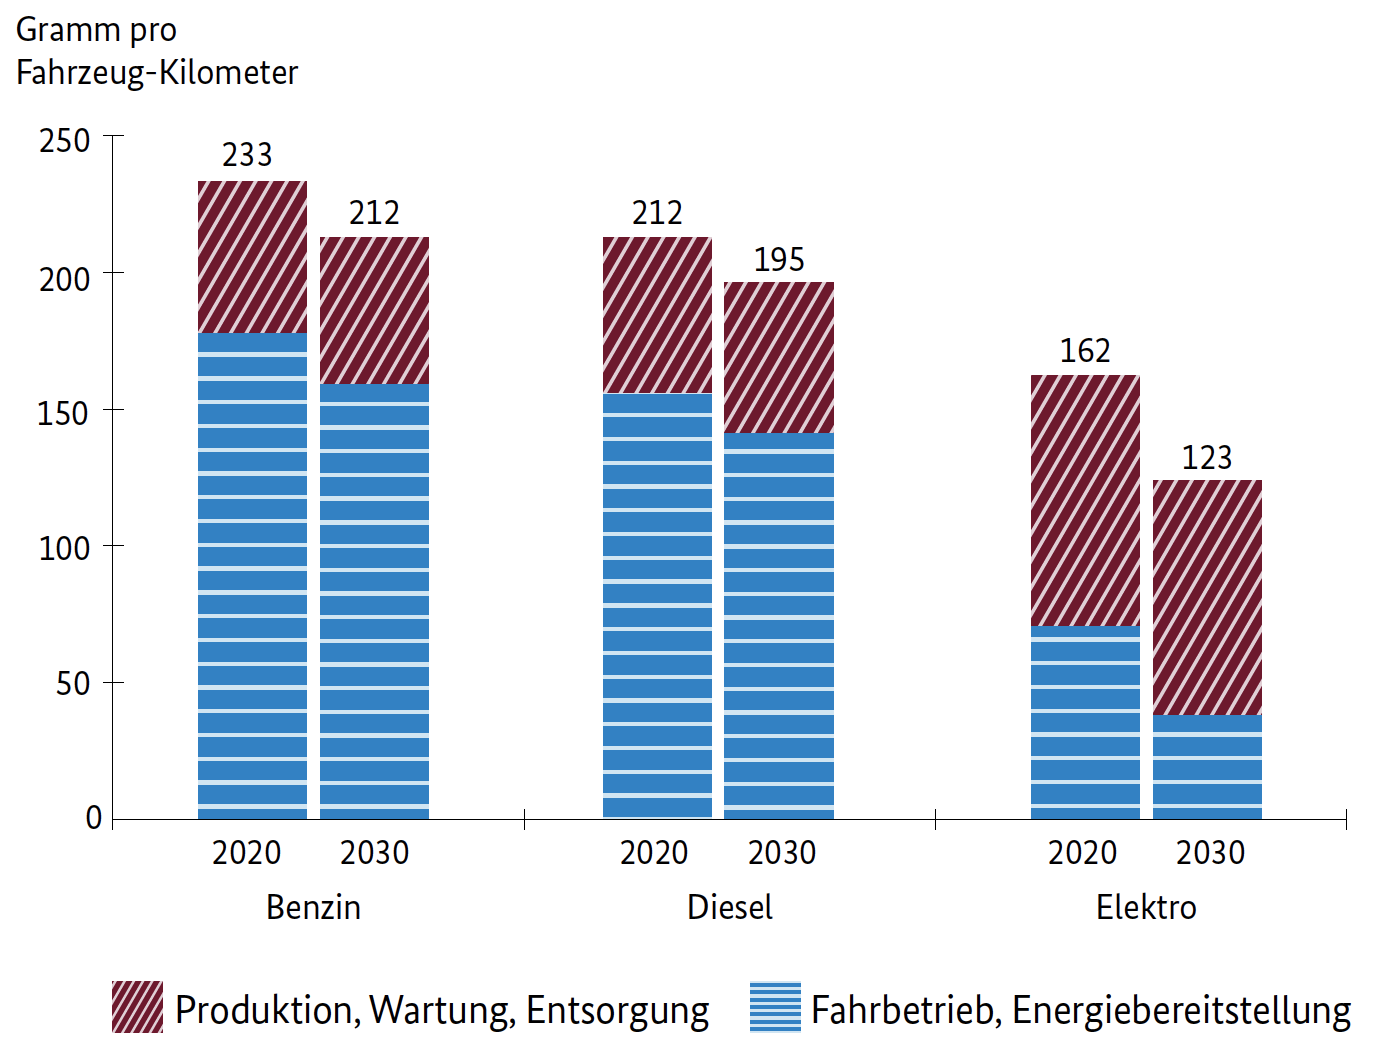 Gramm pro
Fahrzeug-Kilometer
250
233
212
212
200
195
162
150
123
100
50
0
2020 2030 2020 2030 2020 2030
Benzin Diesel Elektro
Produktion, Wartung, Entsorgung Fahrbetrieb, Energiebereitstellung